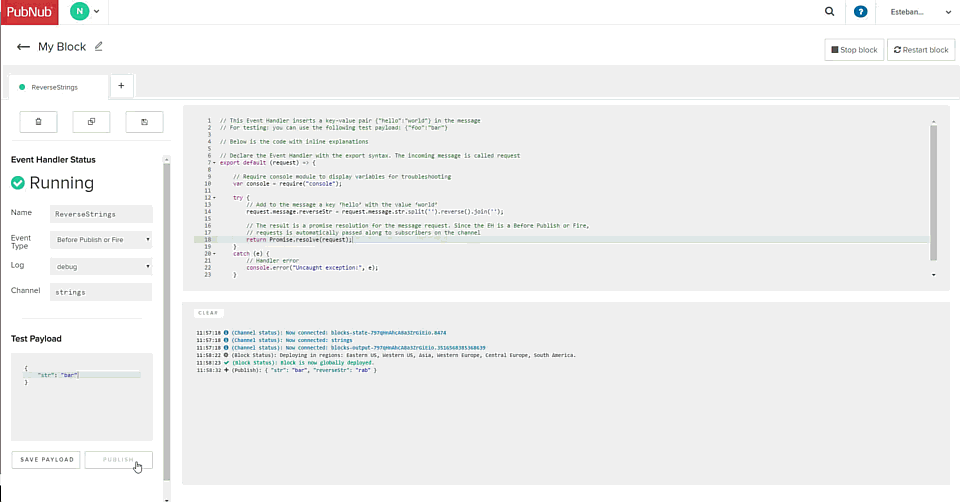 PubNub
N
?
Esteban...
My Block
Stop block
Restart block
ReverseStrings
+
Event Handler Status
Running
Name
ReverseStrings
Event Type
Before Publish or Fire
Log
debug
Channel
strings
Test Payload
{
"str": "bar"
}
SAVE PAYLOAD
PUBLISH
1 // This Event Handler inserts a key-value pair {"hello":"world"} in the message
2 // For testing: you can use the following test payload: {"foo":"bar"}
3
4 // Below is the code with inline explanations
5
6 // Declare the Event Handler with the export syntax. The incoming message is called request
7 export default (request) => {
8
9 // Require console module to display variables for troubleshooting
10 var console = require("console");
11
12 try {
13 // Add to the message a key 'hello' with the value 'world'
14 request.message.reverseStr = request.message.str.split('').reverse().join('');
15
16 // The result is a promise resolution for the message request. Since the EH is a Before Publish or Fire,
17 // requests is automatically passed along to subscribers on the channel
18 return Promise.resolve(request);
19 }
20 catch (e) {
21 // Handler error
22 console.error("Uncaught exception:", e);
23 }
CLEAR
11:57:18 (Channel status): Now connected:
11:57:18 (Channel status): Now connected: strings
11:57:18 (Channel status): Now connected:
11:58:22 (Block Status): Deploying in regions: Eastern US, Western US, Asia, Western Europe, Central Europe, South America.
11:58:23 (Block Status): Block is now globally deployed.
11:58:32 (Publish): { "str": "bar", "reverseStr": "rab" }